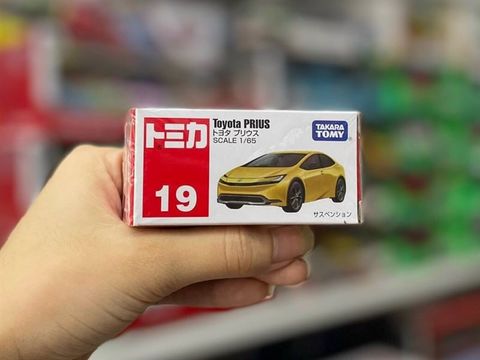 トミカ
19
Toyota PRIUS
トヨタ プリウス
SCALE 1/65
TAKARA
TOMY
サスペンション